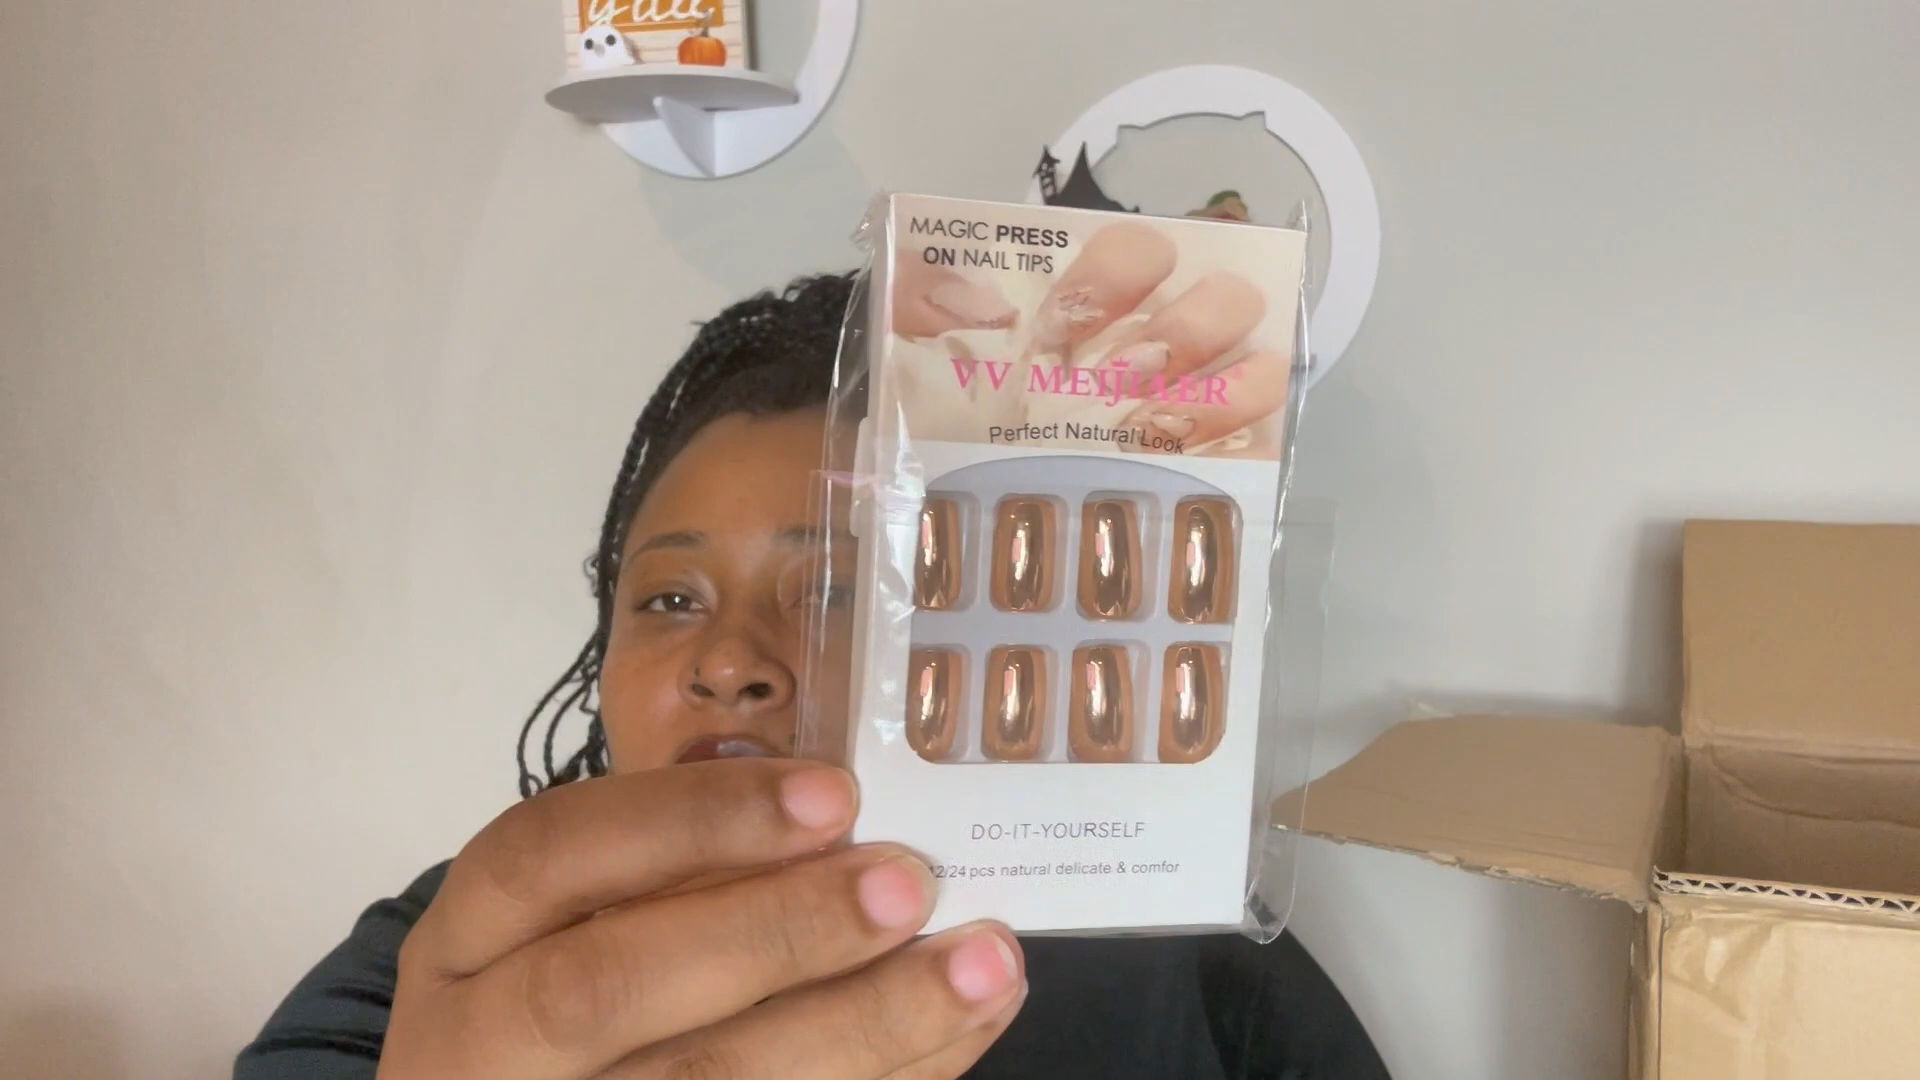 y'all
MAGIC PRESS
ON NAIL TIPS
VV MEIJIAER
Perfect Natural Look
DO-IT-YOURSELF
12/24 pcs natural delicate & comfor